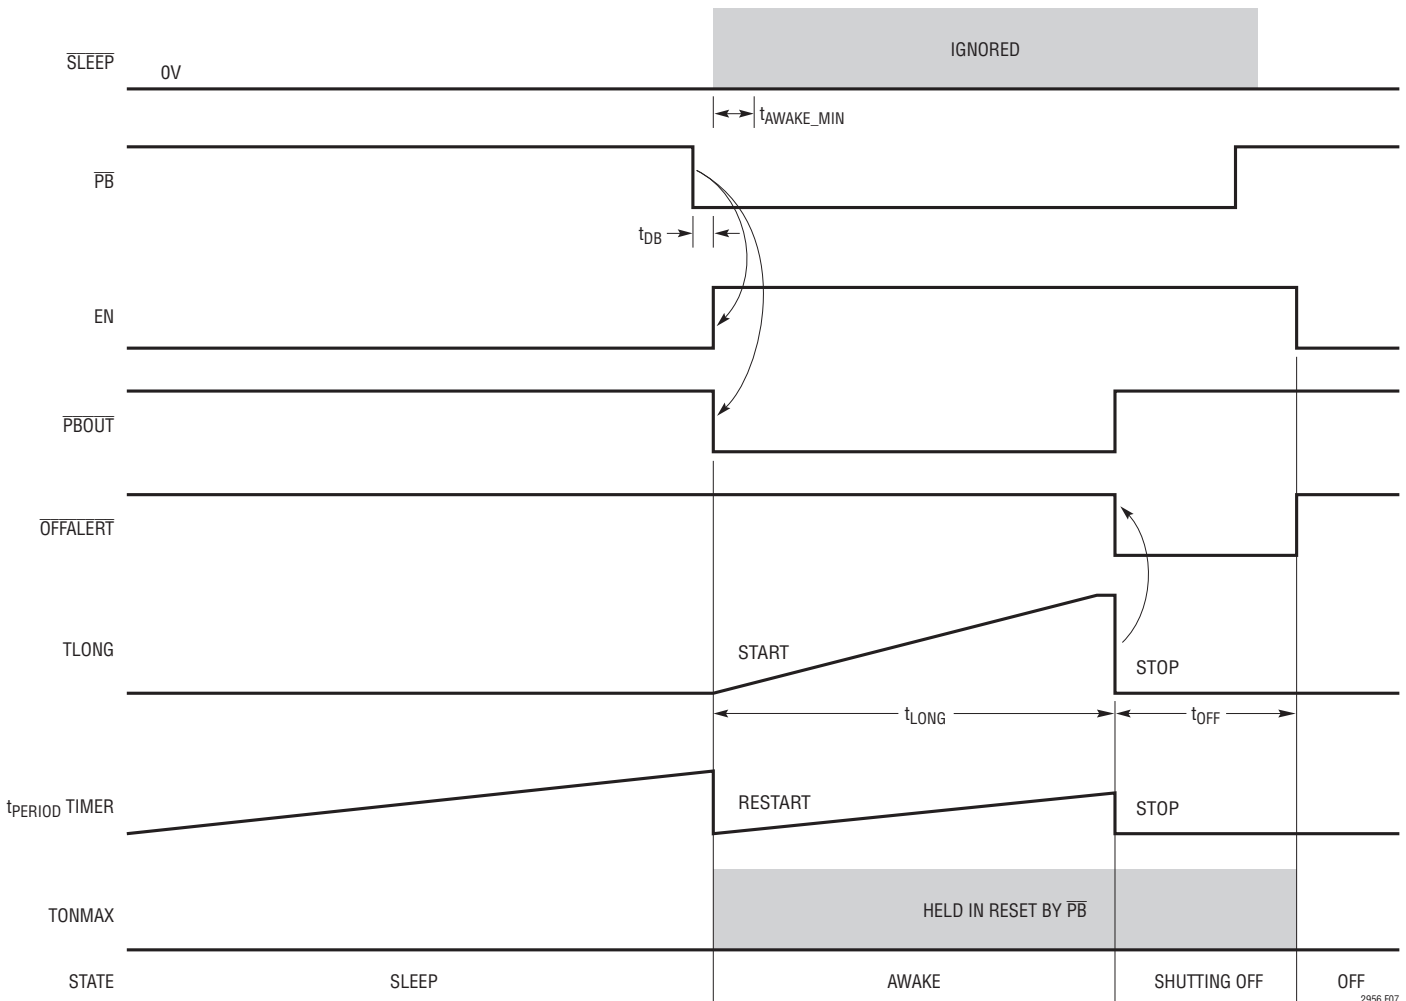 SLEEP
0V
IGNORED
tAWAKE_MIN
PB
tDB
EN
PBOUT
OFFALERT
TLONG
START
STOP
tLONG
tOFF
tPERIOD TIMER
RESTART
STOP
TONMAX
HELD IN RESET BY PB
STATE
SLEEP
AWAKE
SHUTTING OFF
OFF
2956 F07